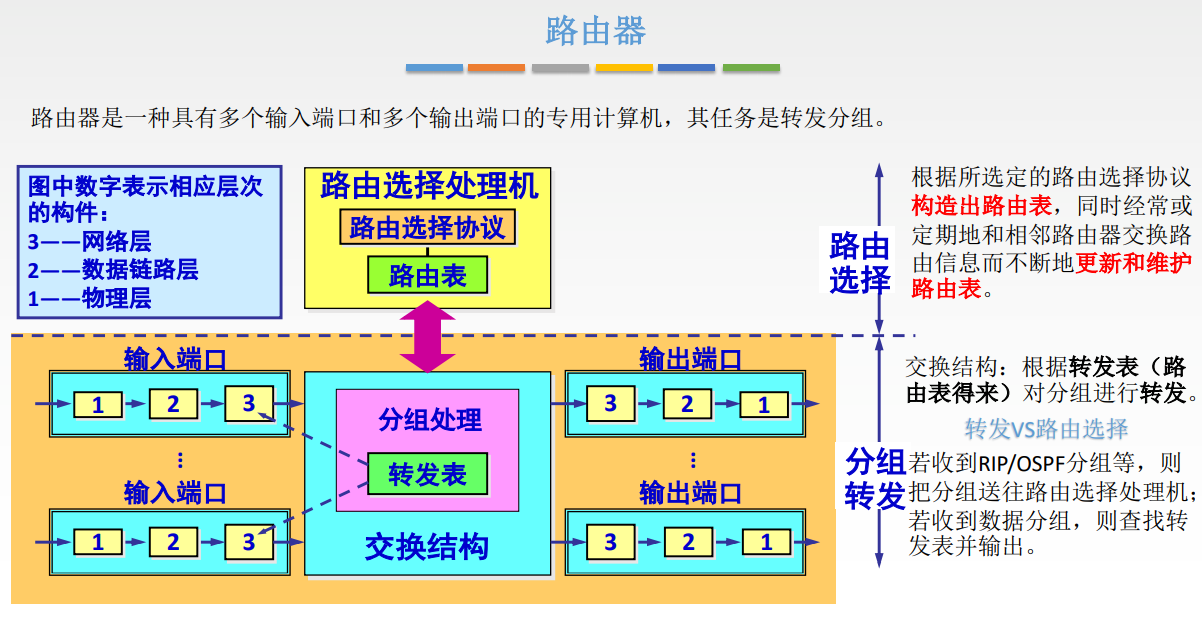 路由器
路由器是一种具有多个输入端口和多个输出端口的专用计算机，其任务是转发分组。
图中数字表示相应层次
的构件：
3——网络层
2——数据链路层
1——物理层
路由选择处理机
路由选择协议
路由表
路由
选择
根据所选定的路由选择协议
构造出路由表，同时经常或
定期地和相邻路由器交换路
由信息而不断地更新和维护
路由表。
输入端口
1 2 3
⋮
输入端口
1 2 3
分组处理
转发表
交换结构
输出端口
3 2 1
⋮
输出端口
3 2 1
分组
转发
交换结构：根据转发表（路
由表得来）对分组进行转发。
转发VS路由选择
若收到RIP/OSPF分组等，则
把分组送往路由选择处理机；
若收到数据分组，则查找转
发表并输出。